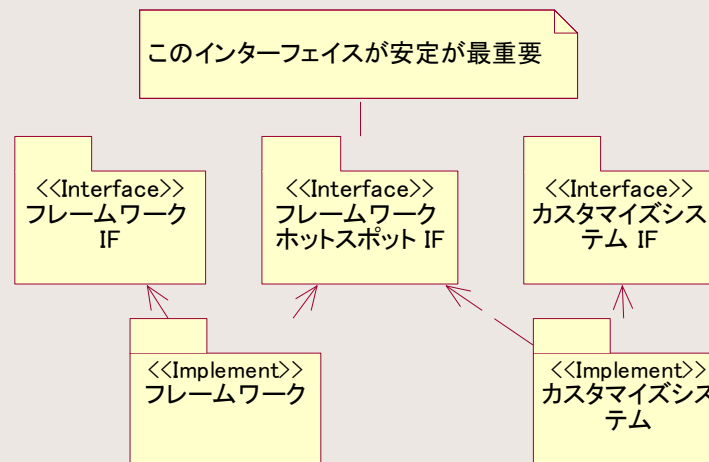 このインターフェイスが安定が最重要
<<Interface>>
フレームワーク
IF
<<Interface>>
フレームワーク
ホットスポット IF
<<Interface>>
カスタマイズシス
テム IF
<<Implement>>
フレームワーク
<<Implement>>
カスタマイズシス
テム